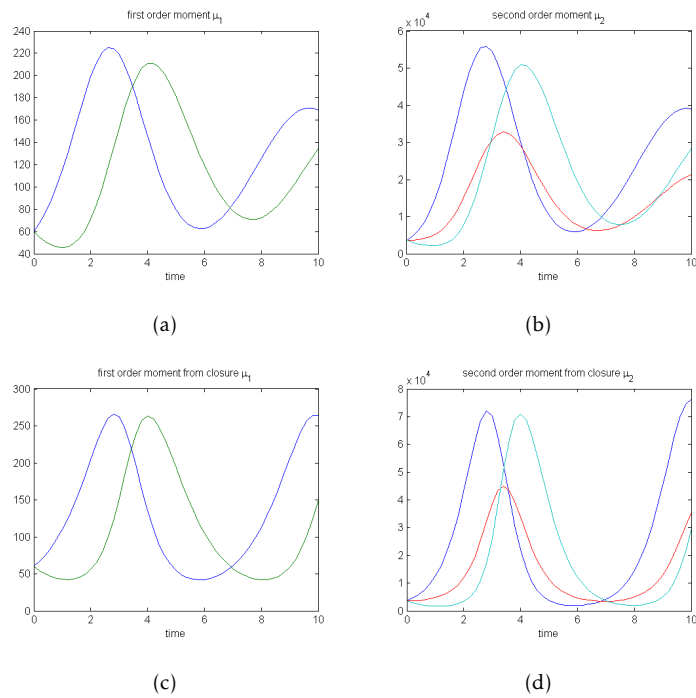 first order moment μ1
240
220
200
180
160
140
120
100
80
60
40
0 2 4 6 8 10
time
(a)
second order moment μ2
x 10^4
6
5
4
3
2
1
0
0 2 4 6 8 10
time
(b)
first order moment from closure μ1
300
250
200
150
100
50
0
0 2 4 6 8 10
time
(c)
second order moment from closure μ2
x 10^4
8
7
6
5
4
3
2
1
0
0 2 4 6 8 10
time
(d)